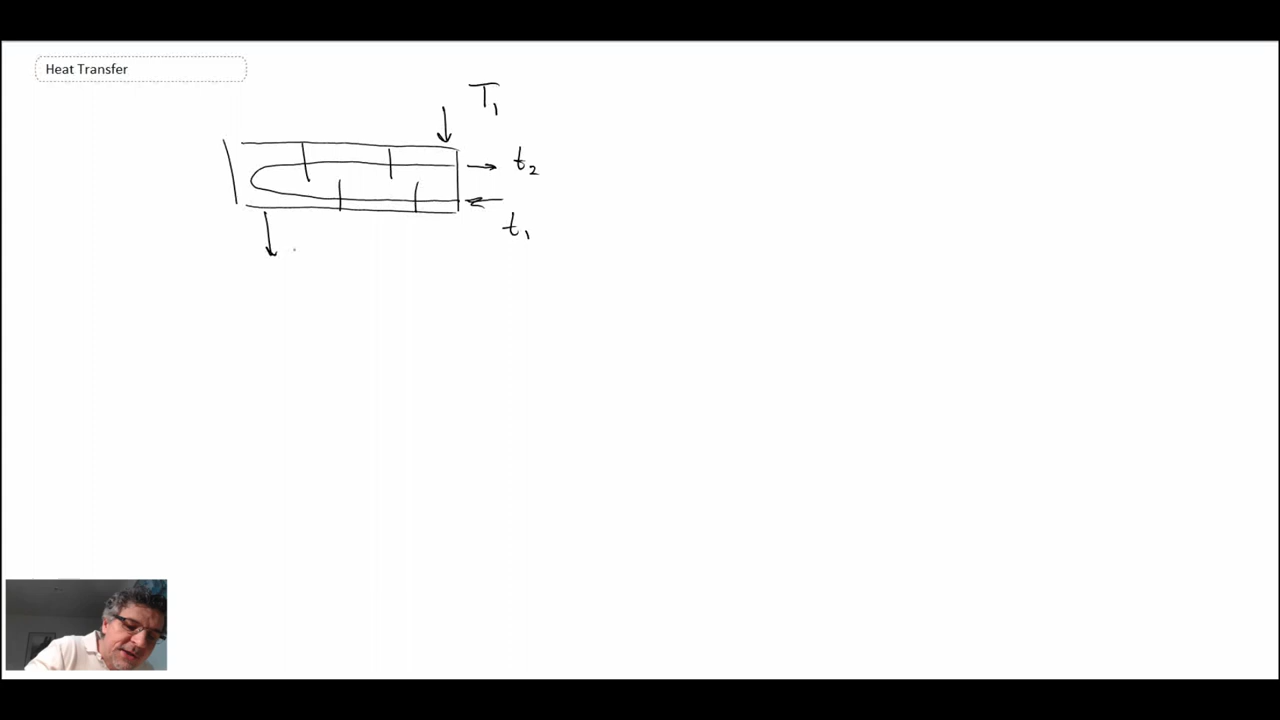 Heat Transfer
T₁
t₂
t₁